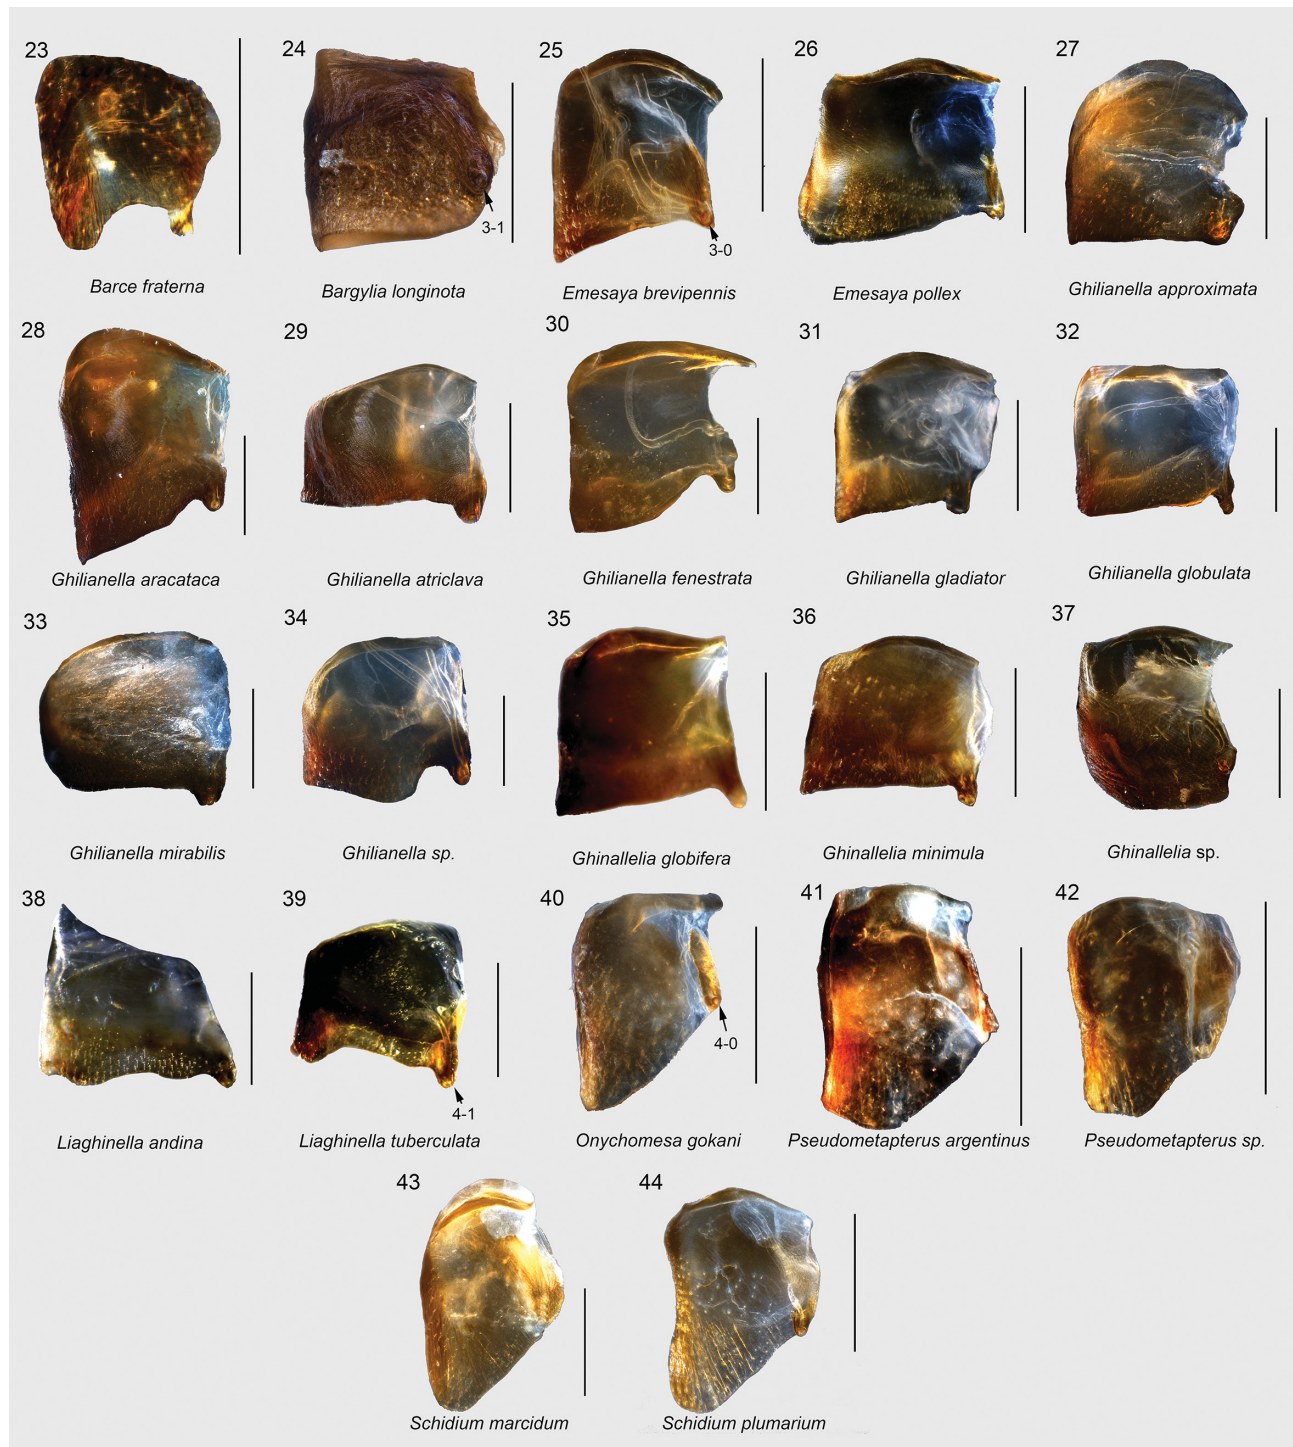 23 24 25 26 27
3-1 3-0
Barce fraterna Bargylia longinota Emesaya brevipennis Emesaya pollex Ghilianella approximata
28 29 30 31 32
Ghilianella aracataca Ghilianella atriclava Ghilianella fenestrata Ghilianella gladiator Ghilianella globulata
33 34 35 36 37
Ghilianella mirabilis Ghilianella sp. Ghinallelia globifera Ghinallelia minimula Ghinallelia sp.
38 39 40 41 42
4-1 4-0
Liaghinella andina Liaghinella tuberculata Onychomesa gokani Pseudometapterus argentinus Pseudometapterus sp.
43 44
Schidium marcidum Schidium plumarium